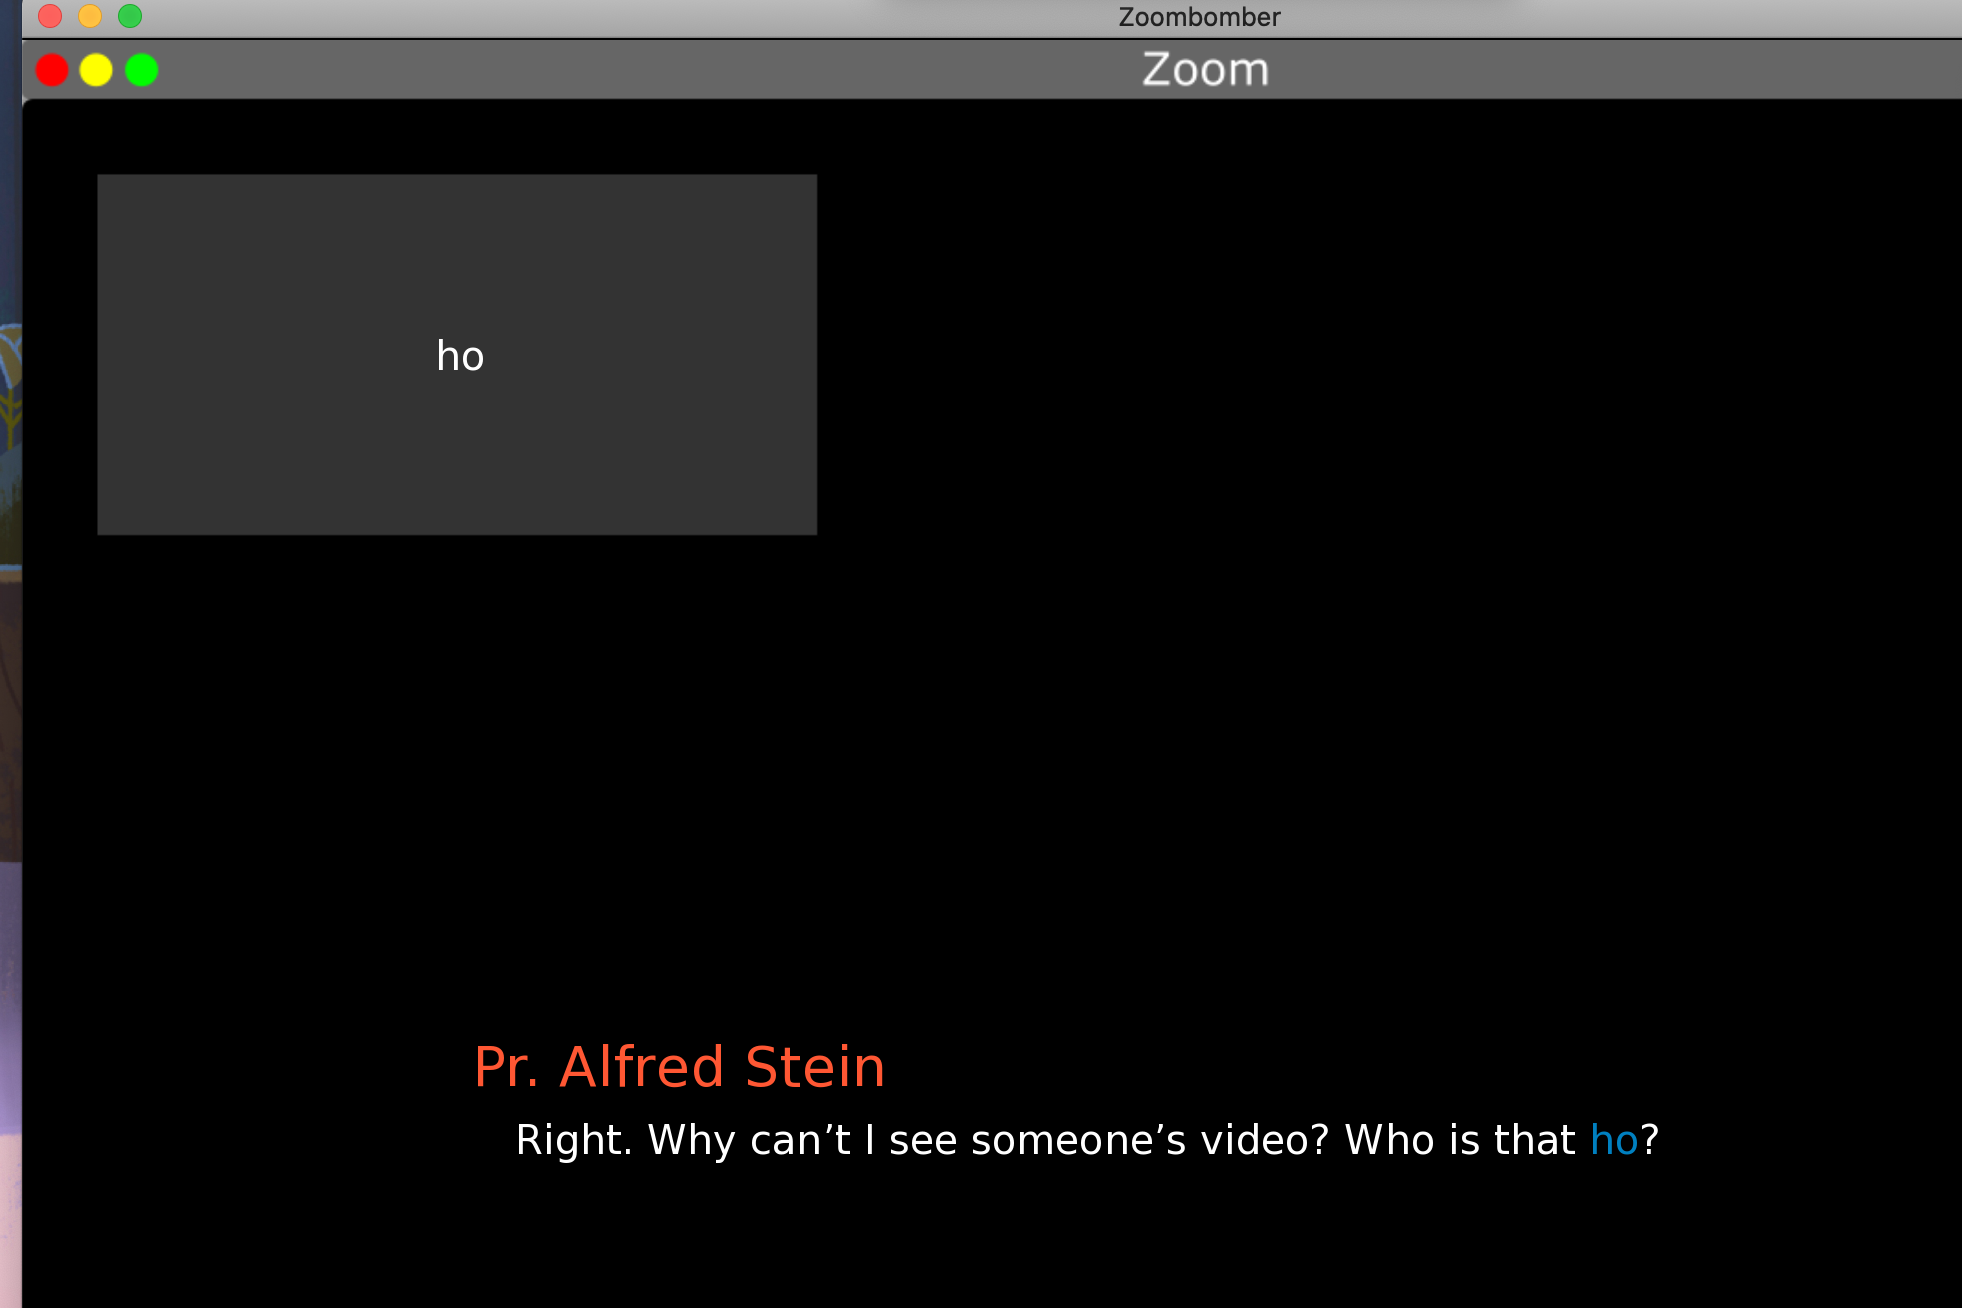 Zoombomber
Zoom
ho
Pr. Alfred Stein
Right. Why can’t I see someone’s video? Who is that ho?